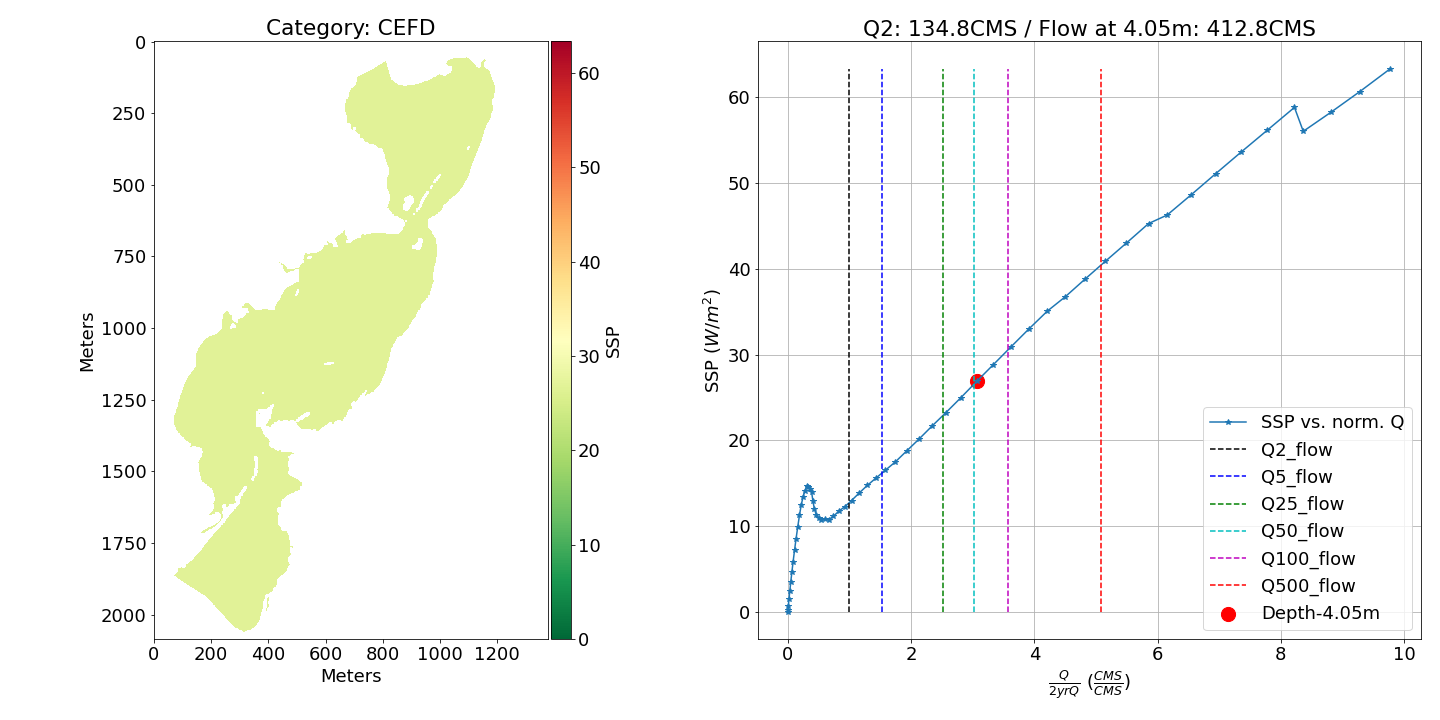 Category: CEFD
0
250
500
750
1000
1250
1500
1750
2000
Meters
0 200 400 600 800 1000 1200
Meters
60
50
40
30
20
10
0
SSP
Q2: 134.8CMS / Flow at 4.05m: 412.8CMS
60
50
40
30
20
10
0
SSP (W/m²)
0 2 4 6 8 10
Q/2yrQ (CMS/CMS)
SSP vs. norm. Q
Q2_flow
Q5_flow
Q25_flow
Q50_flow
Q100_flow
Q500_flow
Depth-4.05m